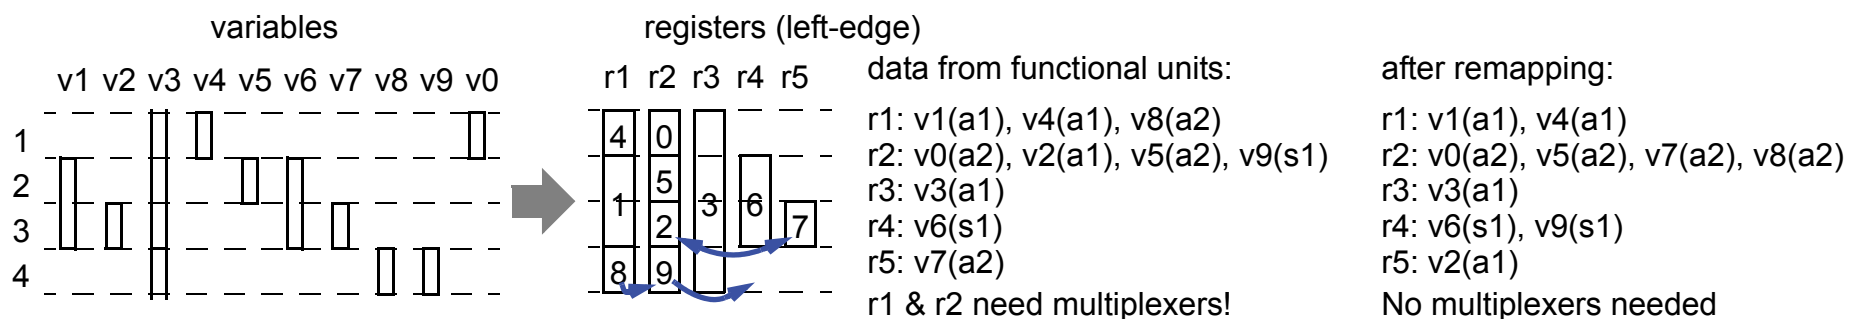 variables
v1 v2 v3 v4 v5 v6 v7 v8 v9 v0
1
2
3
4
registers (left-edge)
r1 r2 r3 r4 r5
4 0
5
1 3 6
2 7
8 9
data from functional units:
r1: v1(a1), v4(a1), v8(a2)
r2: v0(a2), v2(a1), v5(a2), v9(s1)
r3: v3(a1)
r4: v6(s1)
r5: v7(a2)
r1 & r2 need multiplexers!
after remapping:
r1: v1(a1), v4(a1)
r2: v0(a2), v5(a2), v7(a2), v8(a2)
r3: v3(a1)
r4: v6(s1), v9(s1)
r5: v2(a1)
No multiplexers needed